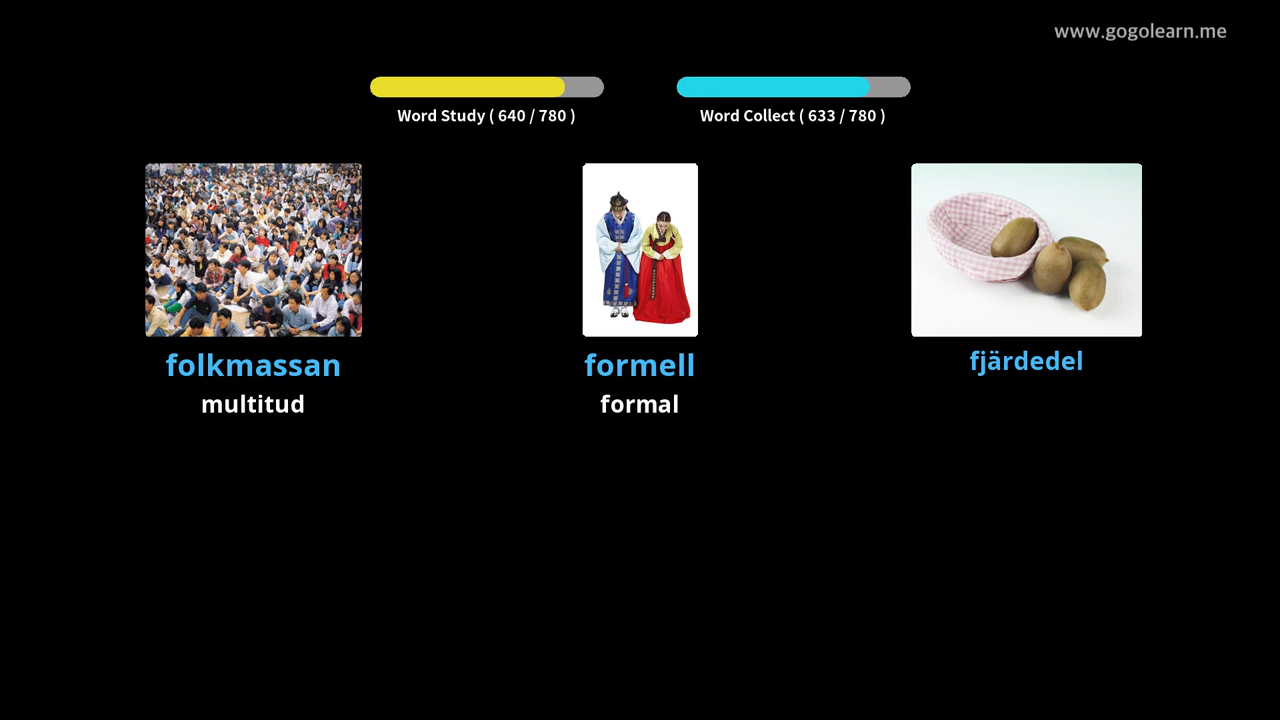 www.gogolearn.me
Word Study ( 640 / 780 )
Word Collect ( 633 / 780 )
folkmassan
multitud
formell
formal
fjärdedel